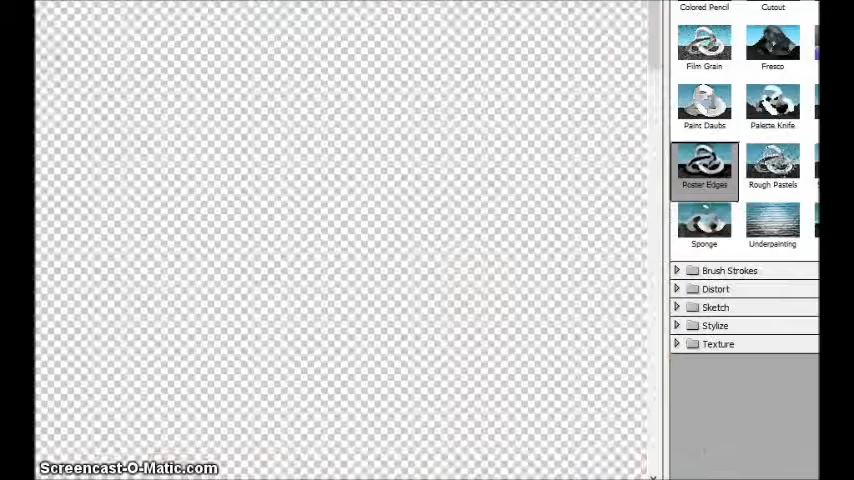 Colored Pencil
Cutout
Film Grain
Fresco
Paint Daubs
Palette Knife
Poster Edges
Rough Pastels
Sponge
Underpainting
Brush Strokes
Distort
Sketch
Stylize
Texture
Screencast-O-Matic.com